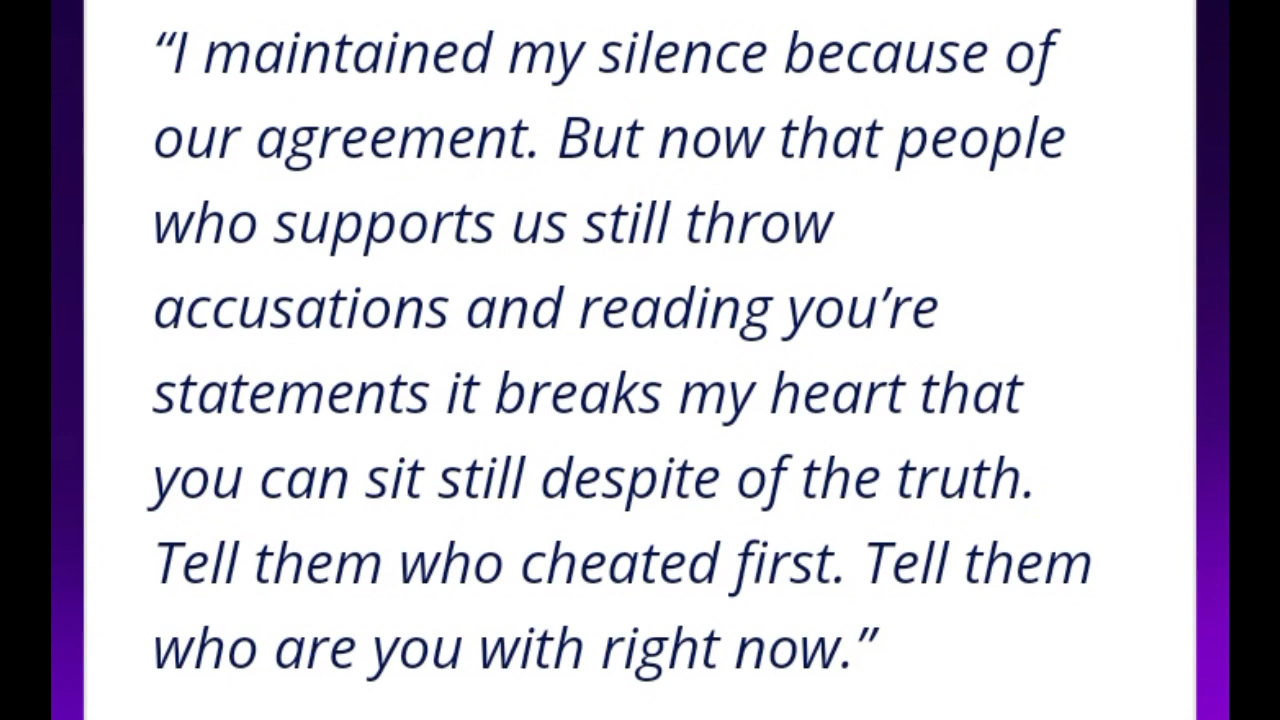 “I maintained my silence because of
our agreement. But now that people
who supports us still throw
accusations and reading you’re
statements it breaks my heart that
you can sit still despite of the truth.
Tell them who cheated first. Tell them
who are you with right now.”